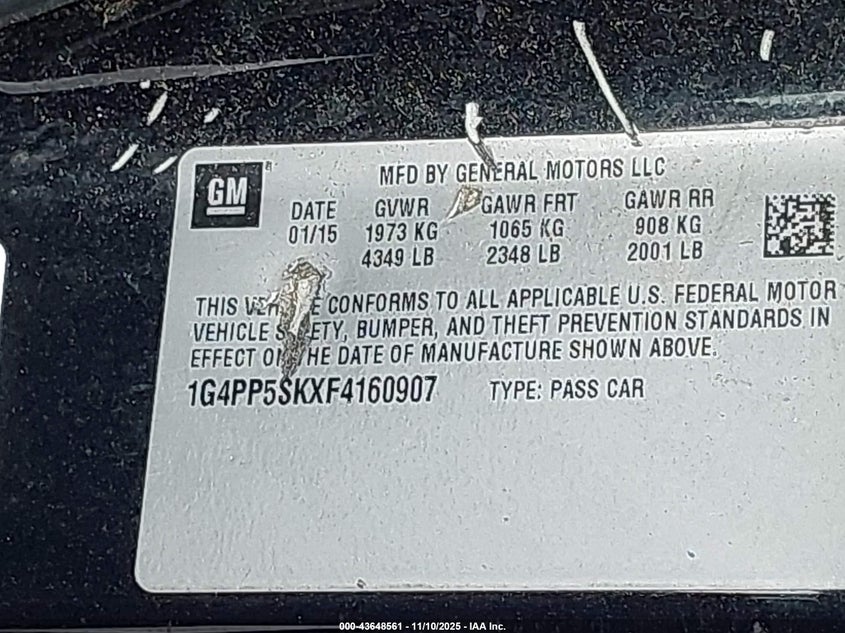 GM
MFD BY GENERAL MOTORS LLC
DATE GVWR GAWR FRT GAWR RR
01/15 1973 KG 1065 KG 908 KG
4349 LB 2348 LB 2001 LB
THIS CONFORMS TO ALL APPLICABLE U.S. FEDERAL MOTOR
VEHICLE BUMPER, AND THEFT PREVENTION STANDARDS IN
EFFECT THE DATE OF MANUFACTURE SHOWN ABOVE.
1G4PP5SKXF4160907 TYPE: PASS CAR
000-43648561 - 11/10/2025 - IAA Inc.